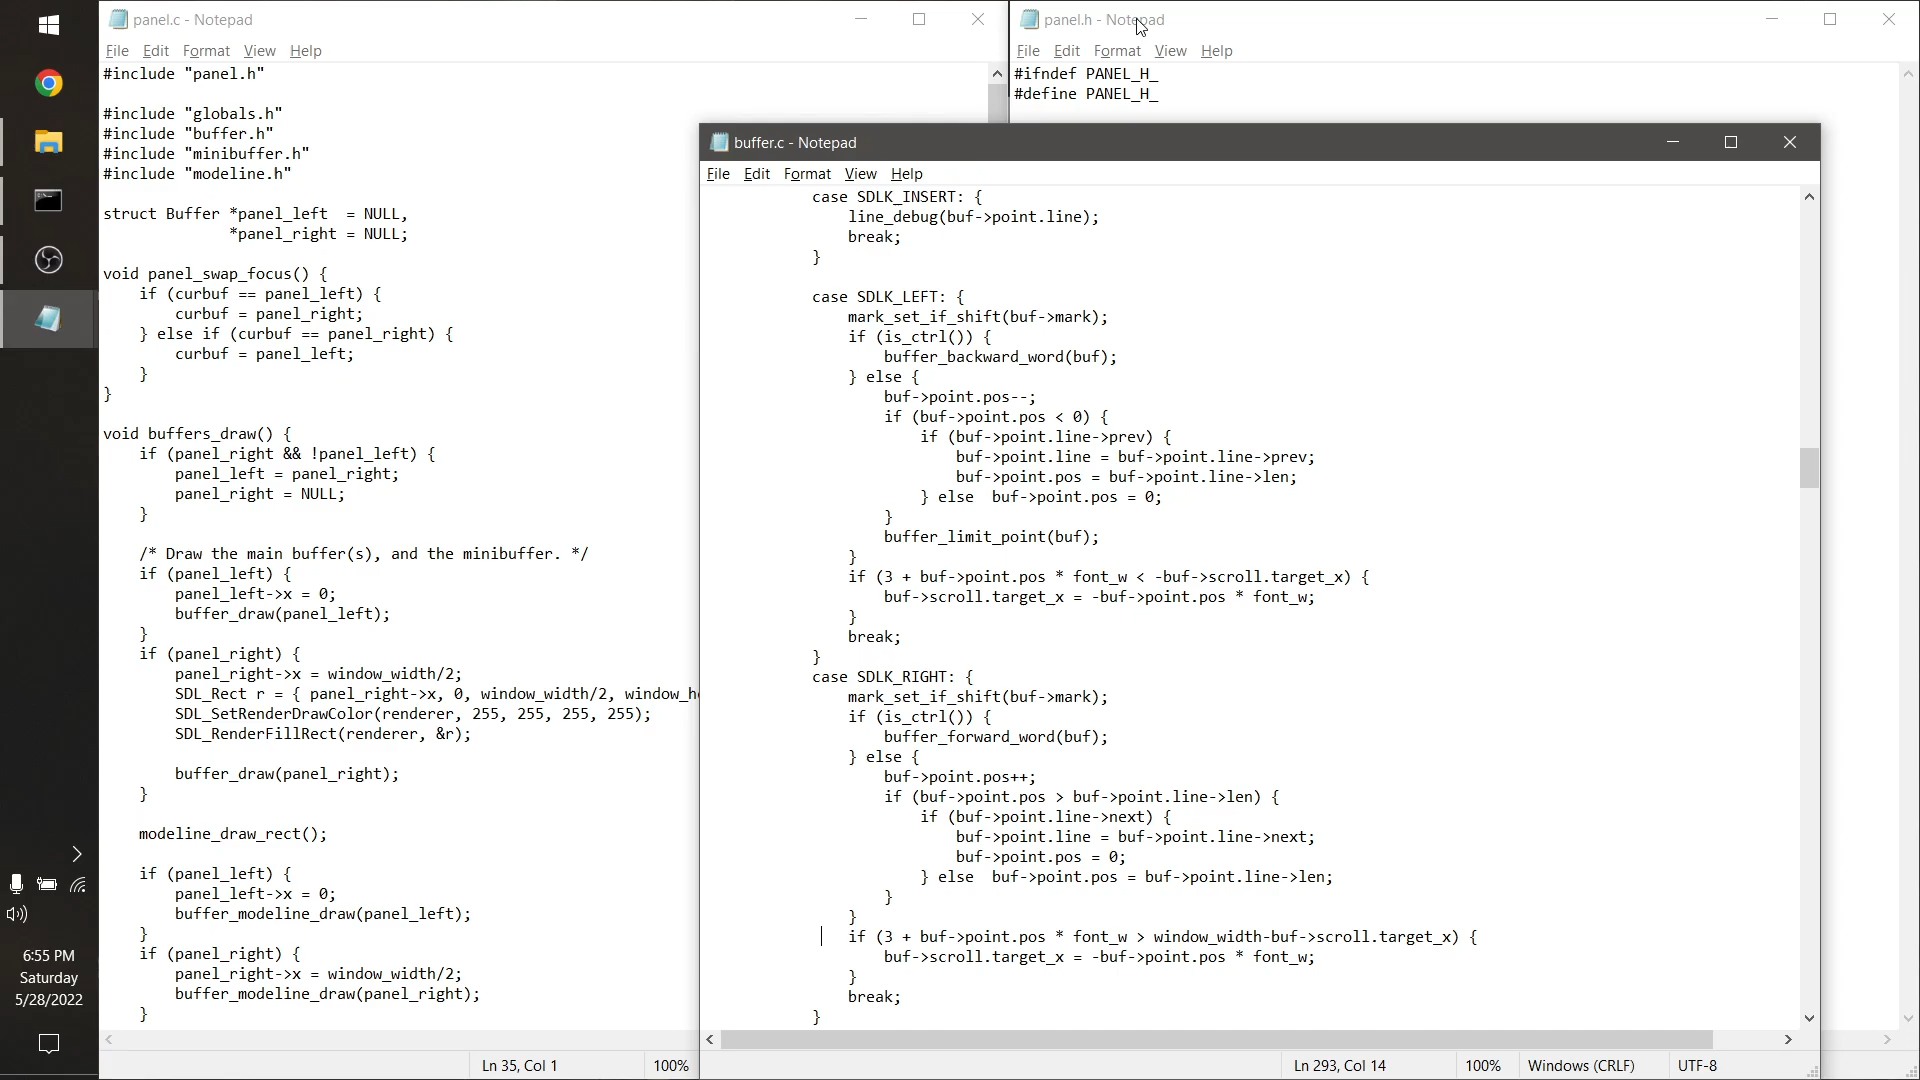 panel.c - Notepad
File Edit Format View Help
#include "panel.h"
#include "globals.h"
#include "buffer.h"
#include "minibuffer.h"
#include "modeline.h"
struct Buffer *panel_left  = NULL,
              *panel_right = NULL;
void panel_swap_focus() {
    if (curbuf == panel_left) {
        curbuf = panel_right;
    } else if (curbuf == panel_right) {
        curbuf = panel_left;
    }
}
void buffers_draw() {
    if (panel_right && !panel_left) {
        panel_left = panel_right;
        panel_right = NULL;
    }
    /* Draw the main buffer(s), and the minibuffer. */
    if (panel_left) {
        panel_left->x = 0;
        buffer_draw(panel_left);
    }
    if (panel_right) {
        panel_right->x = window_width/2;
        SDL_Rect r = { panel_right->x, 0, window_width/2, window_h
        SDL_SetRenderDrawColor(renderer, 255, 255, 255, 255);
        SDL_RenderFillRect(renderer, &r);
        buffer_draw(panel_right);
    }
    modeline_draw_rect();
    if (panel_left) {
        panel_left->x = 0;
        buffer_modeline_draw(panel_left);
    }
    if (panel_right) {
        panel_right->x = window_width/2;
        buffer_modeline_draw(panel_right);
    }
Ln 35, Col 1
100%
panel.h - Notepad
File Edit Format View Help
#ifndef PANEL_H_
#define PANEL_H_
buffer.c - Notepad
File Edit Format View Help
case SDLK_INSERT: {
    line_debug(buf->point.line);
    break;
}
case SDLK_LEFT: {
    mark_set_if_shift(buf->mark);
    if (is_ctrl()) {
        buffer_backward_word(buf);
    } else {
        buf->point.pos--;
        if (buf->point.pos < 0) {
            if (buf->point.line->prev) {
                buf->point.line = buf->point.line->prev;
                buf->point.pos = buf->point.line->len;
            } else  buf->point.pos = 0;
        }
        buffer_limit_point(buf);
    }
    if (3 + buf->point.pos * font_w < -buf->scroll.target_x) {
        buf->scroll.target_x = -buf->point.pos * font_w;
    }
    break;
}
case SDLK_RIGHT: {
    mark_set_if_shift(buf->mark);
    if (is_ctrl()) {
        buffer_forward_word(buf);
    } else {
        buf->point.pos++;
        if (buf->point.pos > buf->point.line->len) {
            if (buf->point.line->next) {
                buf->point.line = buf->point.line->next;
                buf->point.pos = 0;
            } else  buf->point.pos = buf->point.line->len;
        }
    }
    if (3 + buf->point.pos * font_w > window_width-buf->scroll.target_x) {
        buf->scroll.target_x = -buf->point.pos * font_w;
    }
    break;
}
Ln 293, Col 14
100%
Windows (CRLF)
UTF-8
6:55 PM
Saturday
5/28/2022